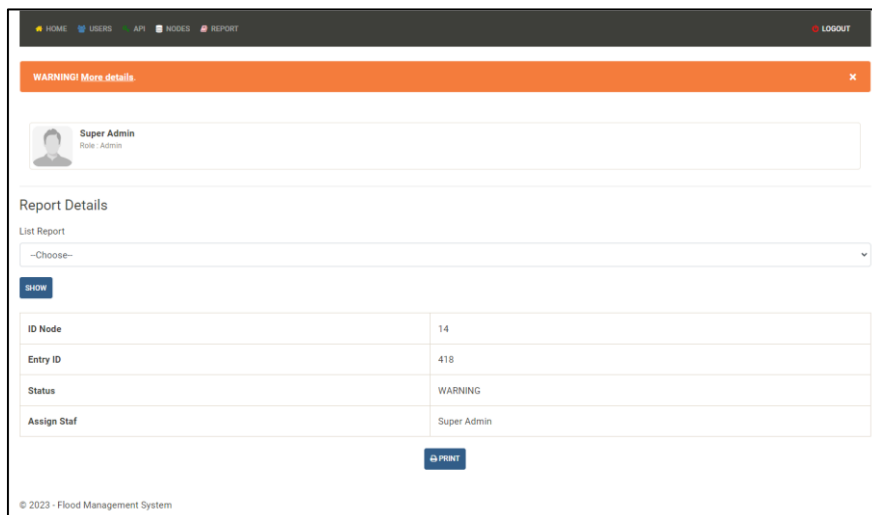 HOME USERS API NODES REPORT LOGOUT
WARNING! More details. ×
Super Admin
Role : Admin
Report Details
List Report
--Choose--
SHOW
ID Node 14
Entry ID 418
Status WARNING
Assign Staf Super Admin
PRINT
© 2023 - Flood Management System